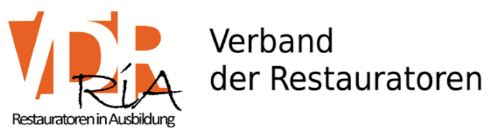 VDR
RiA
Restauratoren in Ausbildung
Verband
der Restauratoren